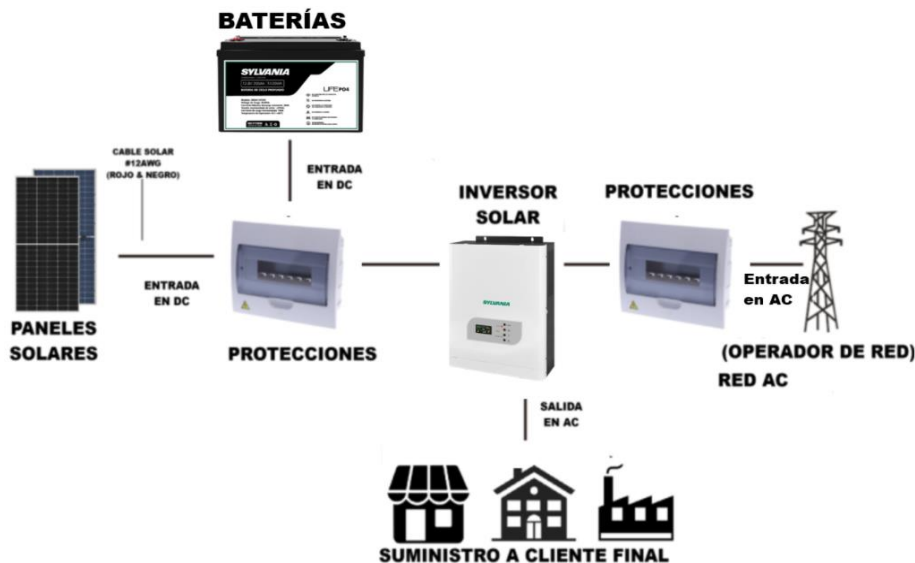 BATERÍAS
SYLVANIA
LiFePO4
CABLE SOLAR
#12AWG
(ROJO & NEGRO)
ENTRADA
EN DC
INVERSOR
SOLAR
PROTECCIONES
ENTRADA
EN DC
SYLVANIA
Entrada
en AC
PANELES
SOLARES
PROTECCIONES
(OPERADOR DE RED)
RED AC
SALIDA
EN AC
SUMINISTRO A CLIENTE FINAL